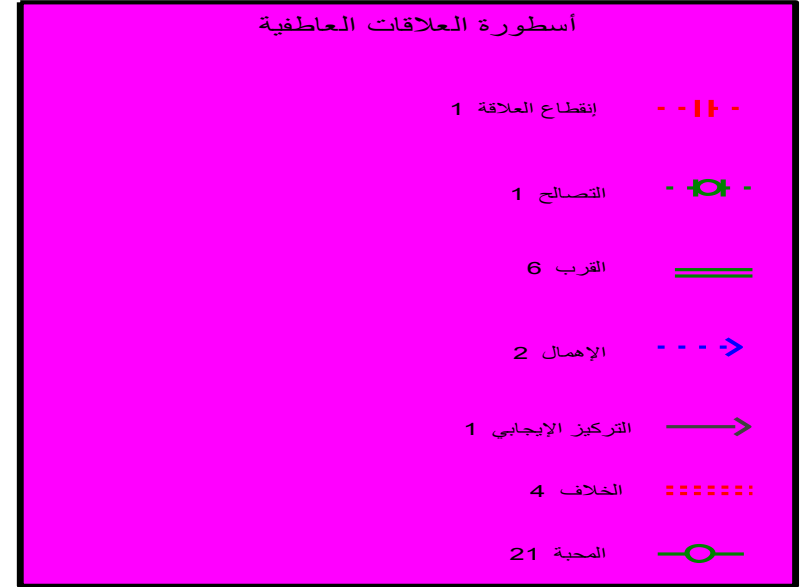 أسطورة العلاقات العاطفية
إنقطاع العلاقة 1
التصالح 1
القرب 6
الإهمال 2
التركيز الإيجابي 1
الخلاف 4
المحبة 21